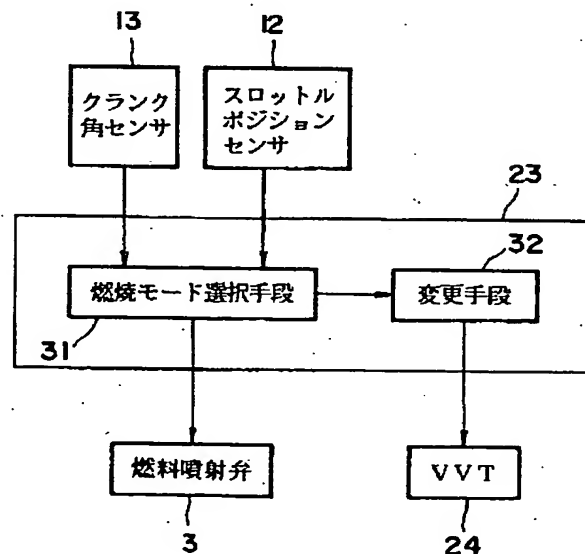 13
12
クランク
角センサ
スロットル
ポジション
センサ
23
32
燃焼モード選択手段
変更手段
31
燃料噴射弁
VVT
3
24